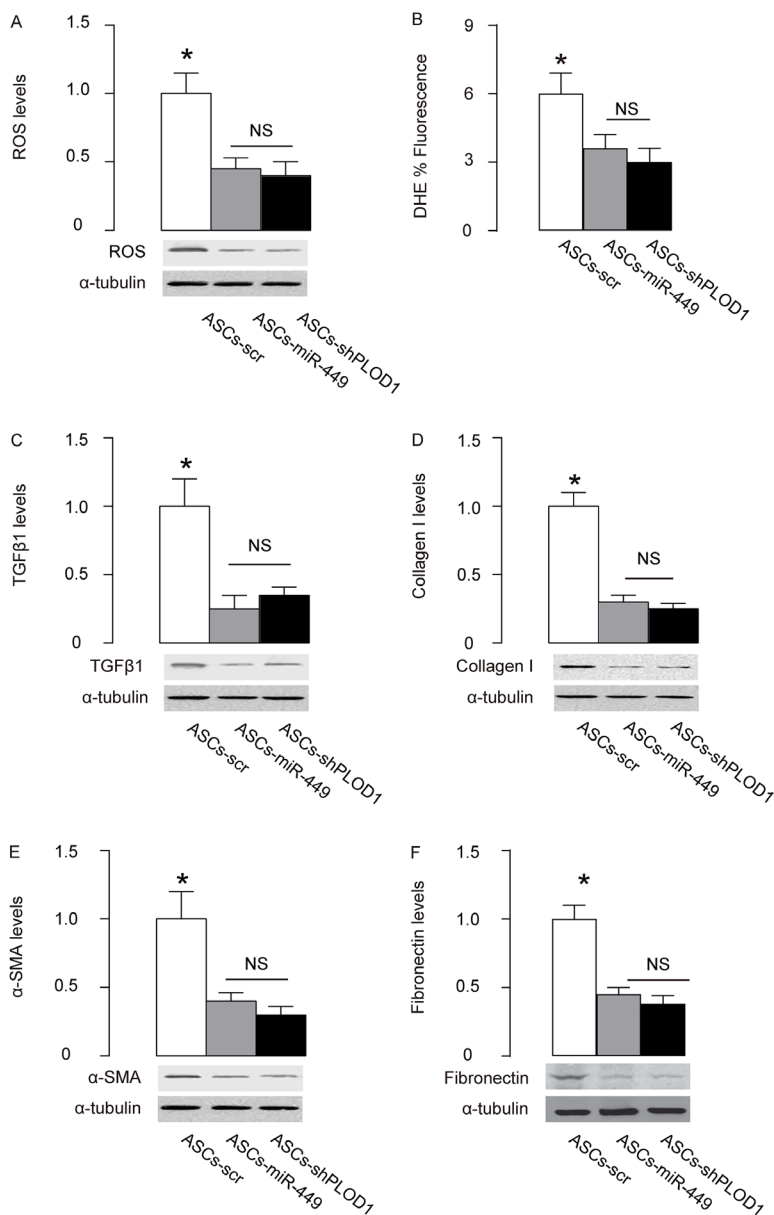 A
ROS levels
1.5
1.0
0.5
0
*
NS
ROS
α-tubulin
ASCs-scr
ASCs-miR-449
ASCs-shPLOD1
B
DHE % Fluorescence
9
6
3
0
*
NS
ASCs-scr
ASCs-miR-449
ASCs-shPLOD1
C
TGFβ1 levels
1.5
1.0
0.5
0
*
NS
TGFβ1
α-tubulin
ASCs-scr
ASCs-miR-449
ASCs-shPLOD1
D
Collagen I levels
1.5
1.0
0.5
0
*
NS
Collagen I
α-tubulin
ASCs-scr
ASCs-miR-449
ASCs-shPLOD1
E
α-SMA levels
1.5
1.0
0.5
0
*
NS
α-SMA
α-tubulin
ASCs-scr
ASCs-miR-449
ASCs-shPLOD1
F
Fibronectin levels
1.5
1.0
0.5
0
*
NS
Fibronectin
α-tubulin
ASCs-scr
ASCs-miR-449
ASCs-shPLOD1